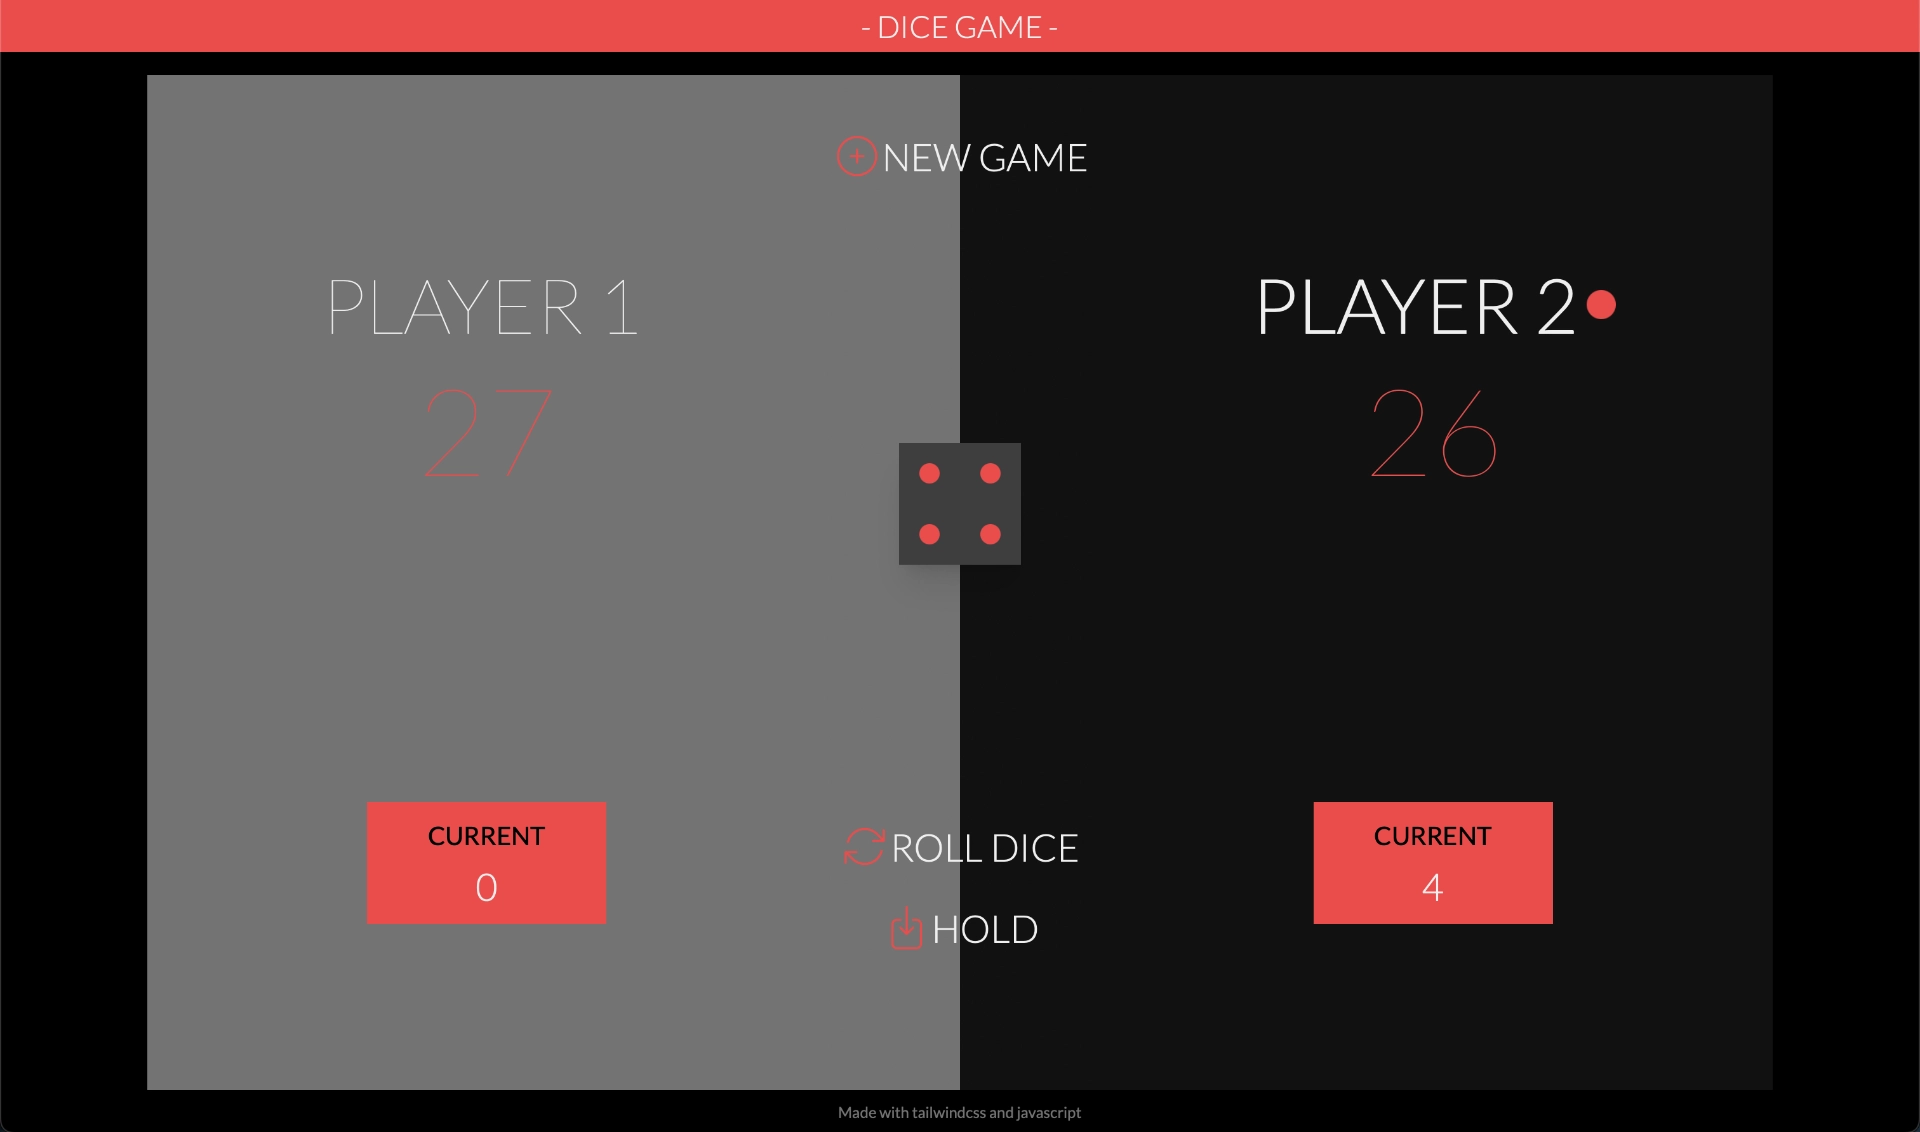 - DICE GAME -
NEW GAME
PLAYER 1
27
PLAYER 2
26
CURRENT
0
ROLL DICE
HOLD
CURRENT
4
Made with tailwindcss and javascript